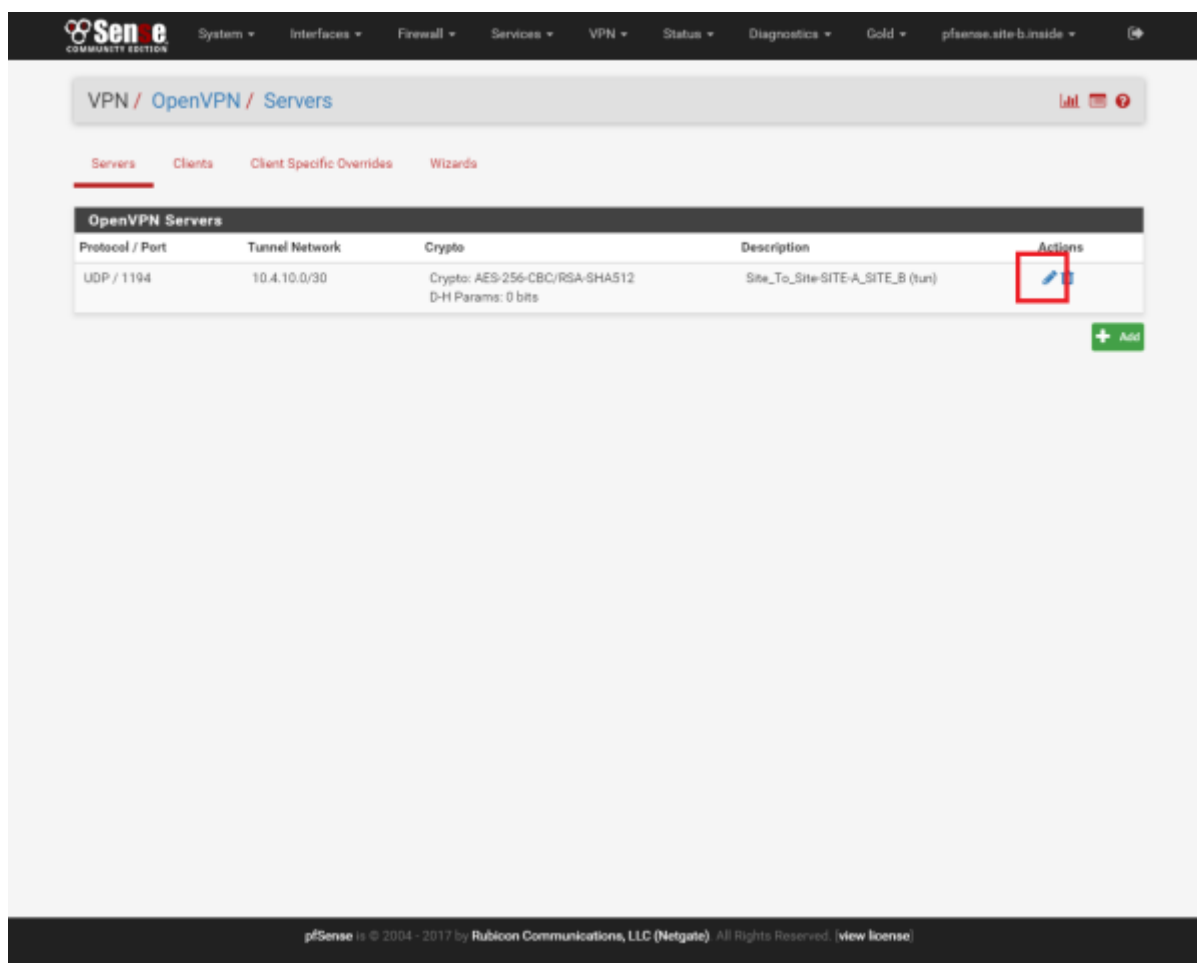 Sense
COMMUNITY EDITION
System Interfaces Firewall Services VPN Status Diagnostics Gold pfsense.site-b.inside
VPN / OpenVPN / Servers
Servers Clients Client Specific Overrides Wizards
OpenVPN Servers
Protocol / Port Tunnel Network Crypto Description Actions
UDP / 1194 10.4.10.0/30 Crypto: AES-256-CBC/RSA-SHA512 Site_To_Site-SITE-A_SITE_B (tun)
D-H Params: 0 bits
+ Add
pfSense is © 2004 - 2017 by Rubicon Communications, LLC (Netgate). All Rights Reserved. [view license]